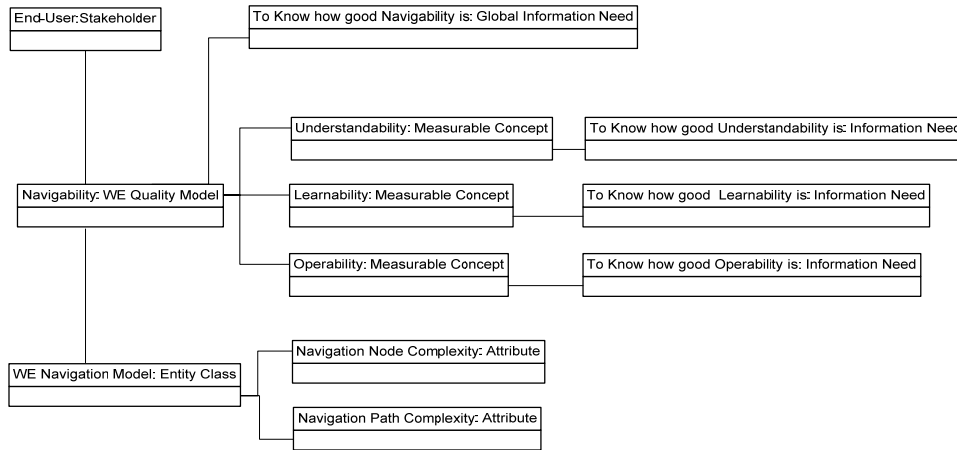 End-User:Stakeholder
To Know how good Navigability is: Global Information Need
Understandability: Measurable Concept
To Know how good Understandability is: Information Need
Navigability: WE Quality Model
Learnability: Measurable Concept
To Know how good Learnability is: Information Need
Operability: Measurable Concept
To Know how good Operability is: Information Need
WE Navigation Model: Entity Class
Navigation Node Complexity: Attribute
Navigation Path Complexity: Attribute